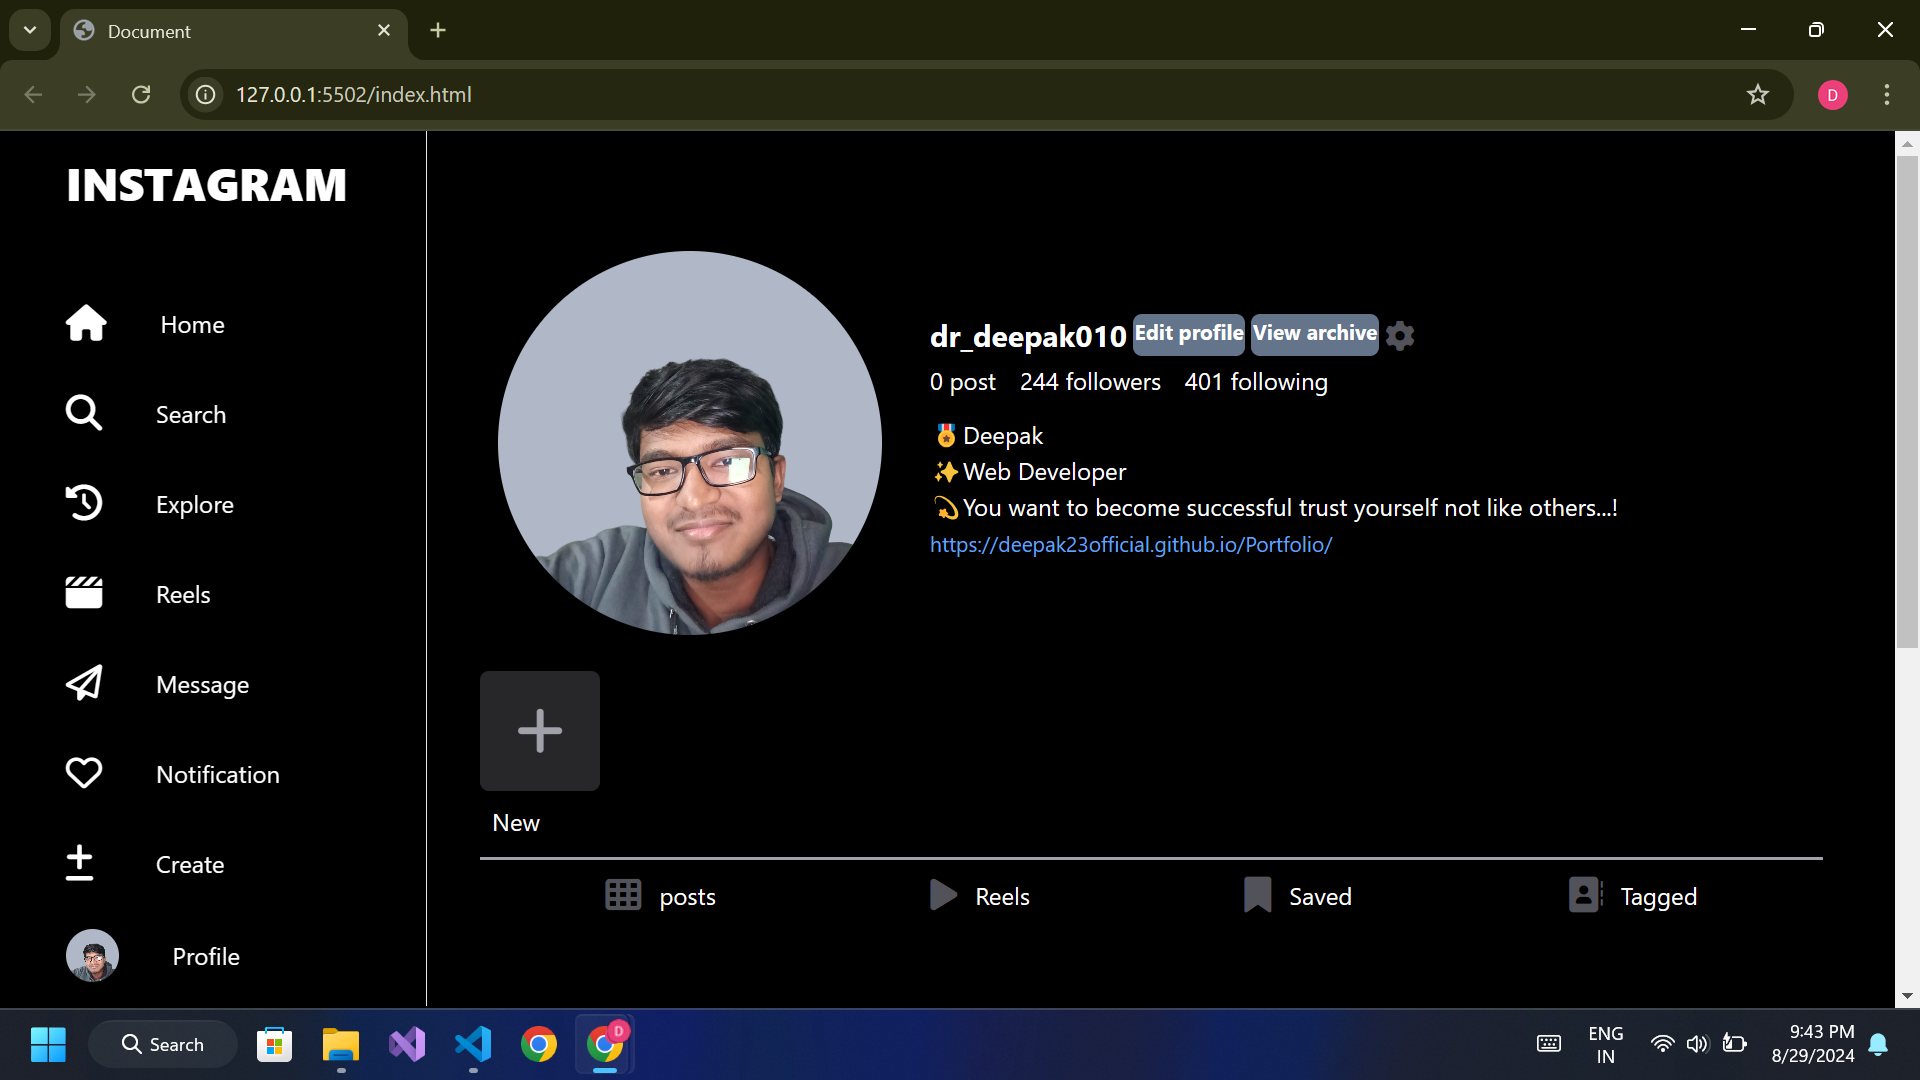 Document
127.0.0.1:5502/index.html
D
INSTAGRAM
Home
Search
Explore
Reels
Message
Notification
Create
Profile
dr_deepak010 Edit profile View archive
0 post 244 followers 401 following
🏅Deepak
✨Web Developer
💫You want to become successful trust yourself not like others...!
https://deepak23official.github.io/Portfolio/
New
posts Reels Saved Tagged
Search
D
ENG
IN
9:43 PM
8/29/2024